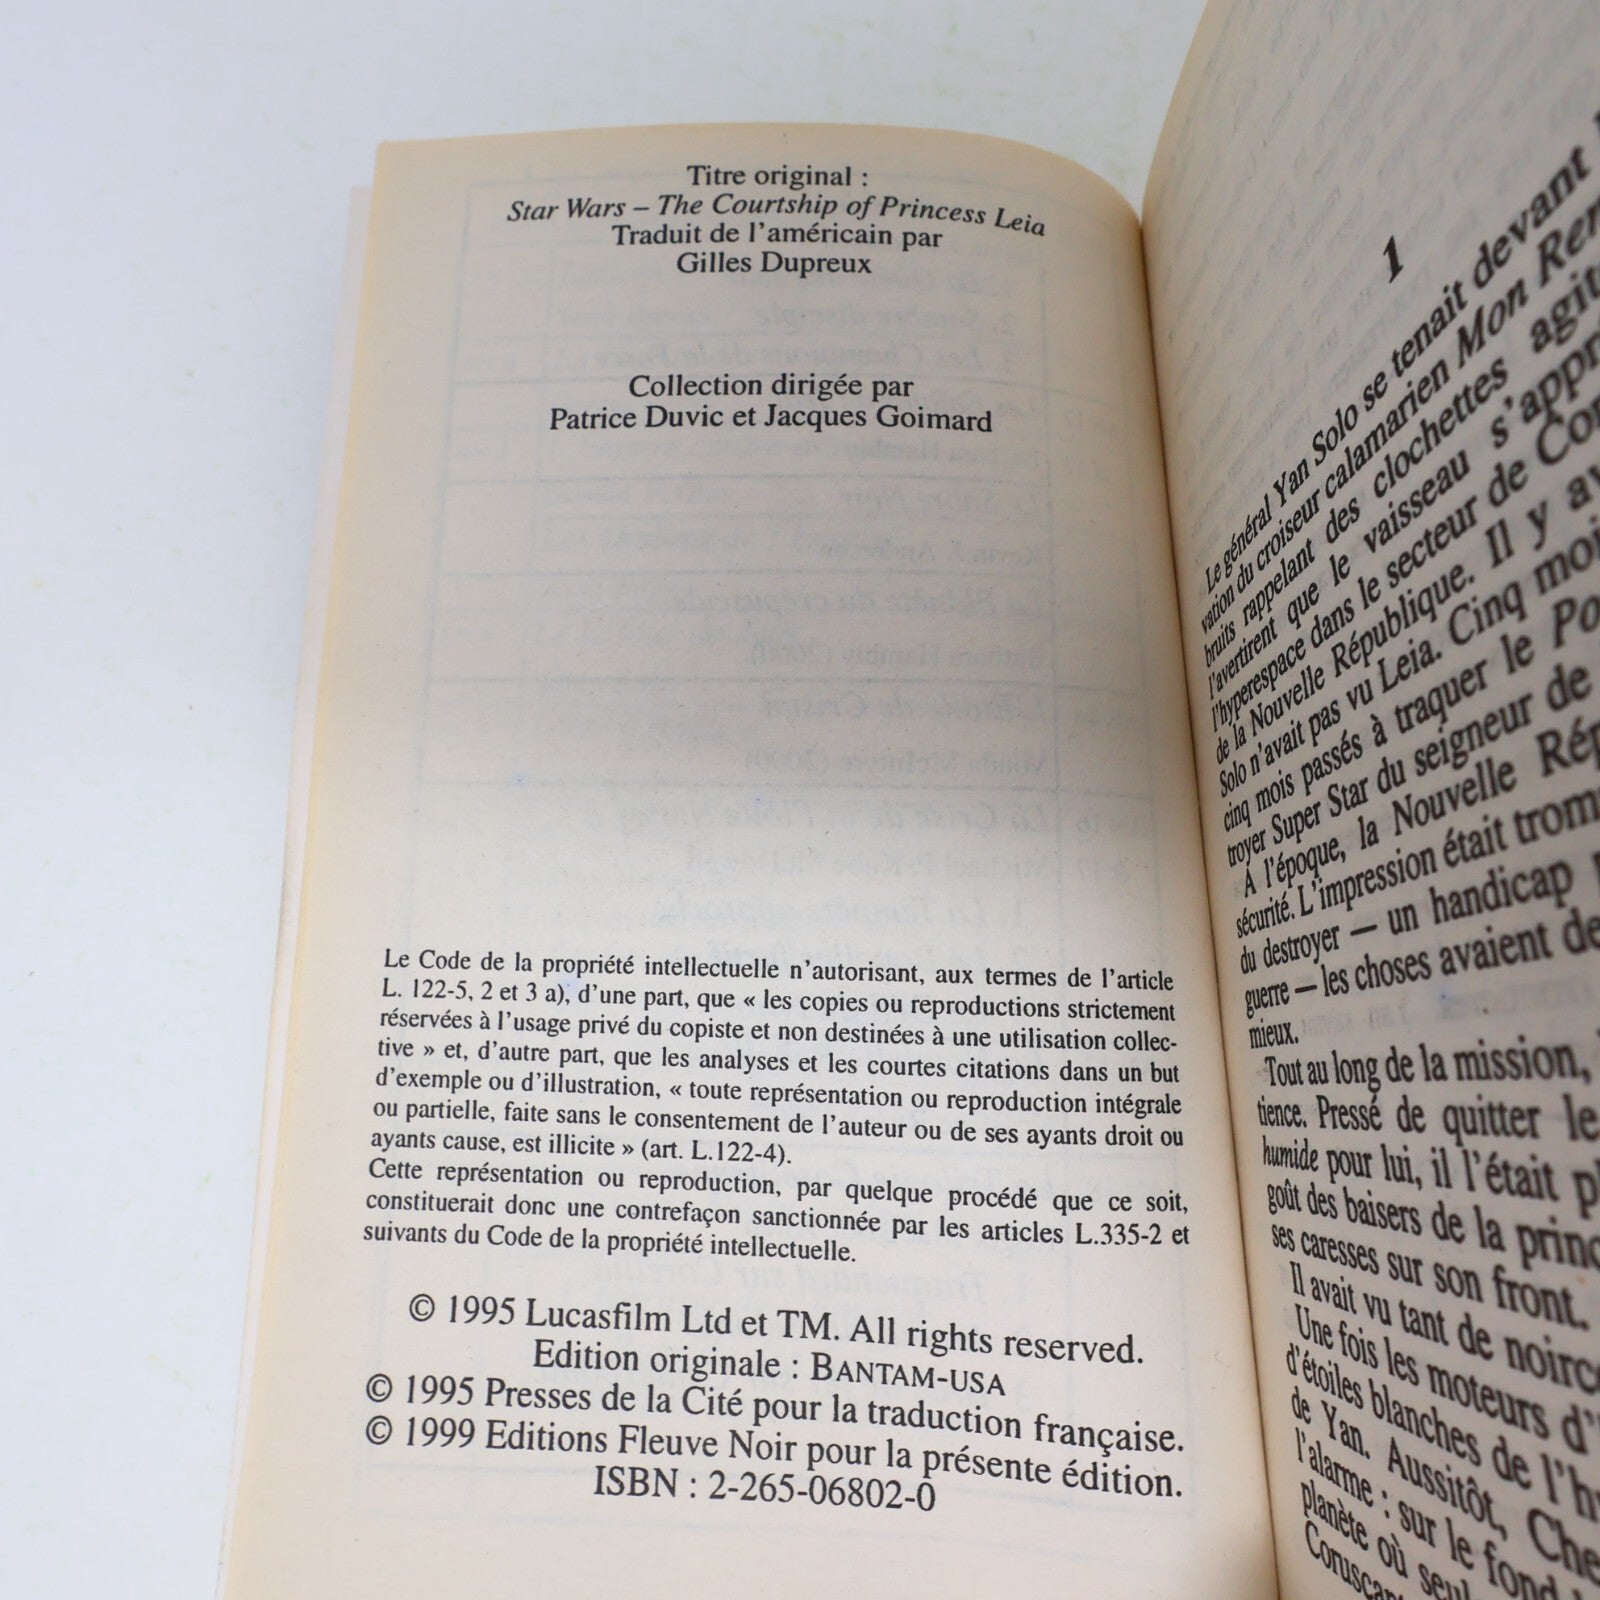 Titre original :
Star Wars – The Courtship of Princess Leia
Traduit de l'américain par
Gilles Dupreux
Collection dirigée par
Patrice Duvic et Jacques Goimard
Le Code de la propriété intellectuelle n'autorisant, aux termes de l'article
L. 122-5, 2 et 3 a), d'une part, que « les copies ou reproductions strictement
réservées à l'usage privé du copiste et non destinées à une utilisation collec-
tive » et, d'autre part, que les analyses et les courtes citations dans un but
d'exemple ou d'illustration, « toute représentation ou reproduction intégrale
ou partielle, faite sans le consentement de l'auteur ou de ses ayants droit ou
ayants cause, est illicite » (art. L.122-4).
Cette représentation ou reproduction, par quelque procédé que ce soit,
constituerait donc une contrefaçon sanctionnée par les articles L.335-2 et
suivants du Code de la propriété intellectuelle.
© 1995 Lucasfilm Ltd et TM. All rights reserved.
Edition originale : BANTAM-USA
© 1995 Presses de la Cité pour la traduction française.
© 1999 Editions Fleuve Noir pour la présente édition.
ISBN : 2-265-06802-0
1
Le général Yan Solo se tenait devant
vation du croiseur calamarien Mon
bruits rappelant des clochettes
l'avertirent que le vaisseau
l'hyperespace dans le secteur de
de la Nouvelle République. Il y
Solo n'avait pas vu Leia. Cinq
cinq mois passés à traquer le
troyer Super Star du seigneur de
À l'époque, la Nouvelle
sécurité. L'impression était
du destroyer — un handicap
guerre — les choses avaient
mieux.
Tout au long de la mission,
tience. Pressé de quitter le
humide pour lui, il l'était
goût des baisers de la
ses caresses sur son front.
Il avait vu tant de
Une fois les moteurs
d'étoiles blanches de
de Yan. Aussitôt,
l'alarme : sur le
planète où